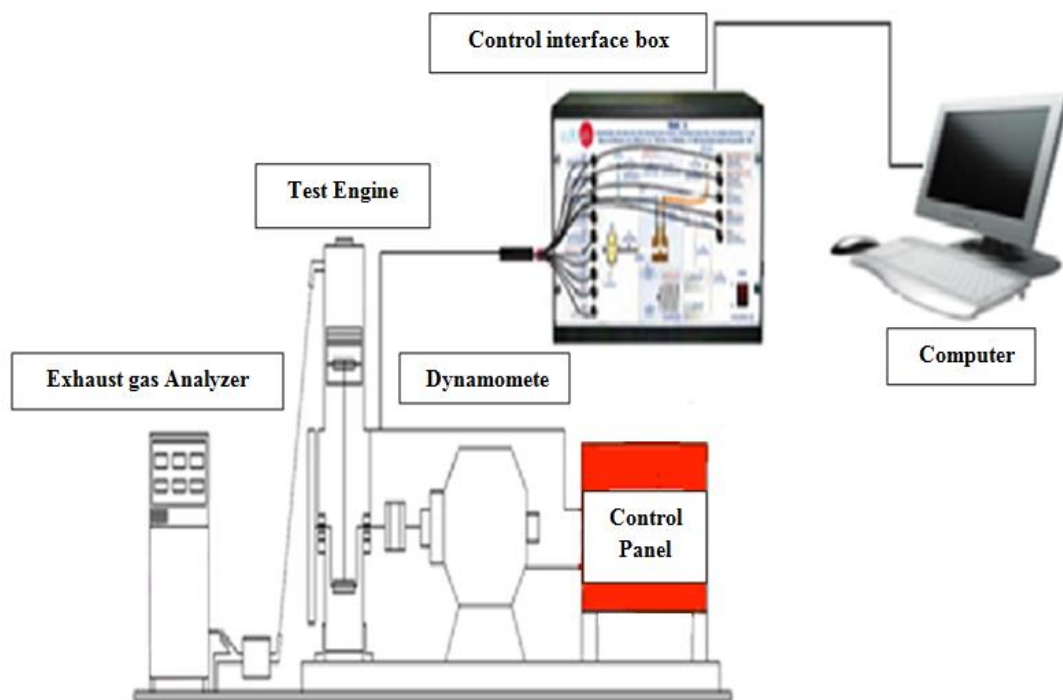 Control interface box
Test Engine
Computer
Exhaust gas Analyzer
Dynamomete
Control
Panel